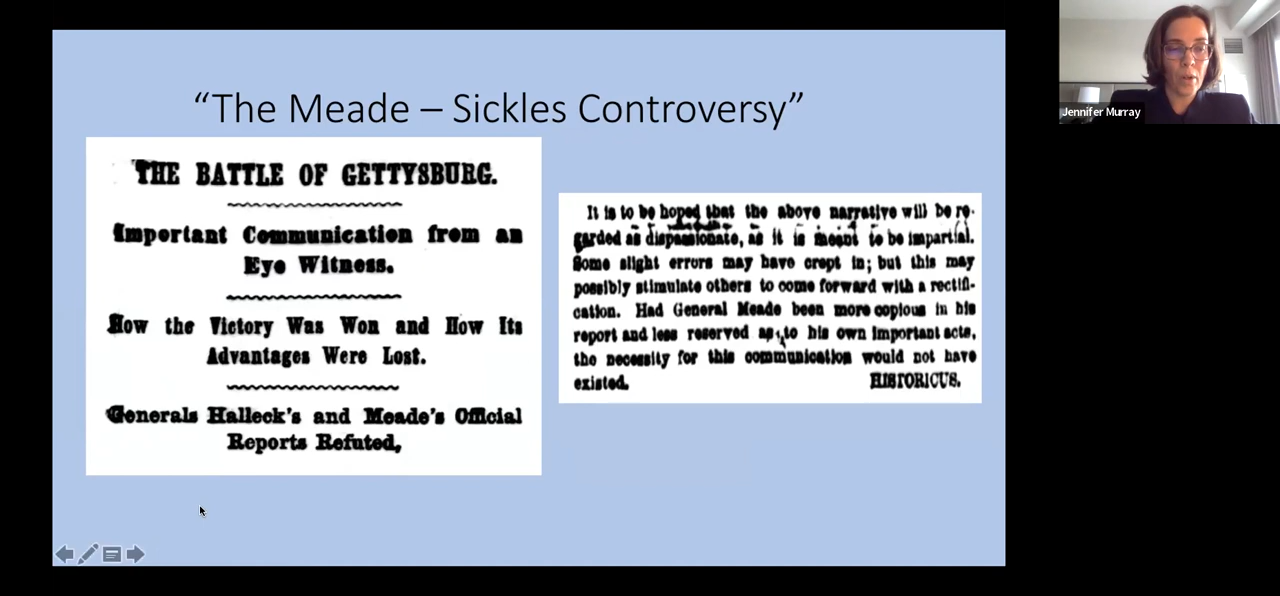 “The Meade – Sickles Controversy”
THE BATTLE OF GETTYSBURG.
Important Communication from an
Eye Witness.
How the Victory Was Won and How Its
Advantages Were Lost.
Generals Halleck's and Meade's Official
Reports Refuted,
It is to be hoped that the above narrative will be re-
garded as dispassionate, as it is meant to be impartial.
Some slight errors may have crept in; but this may
possibly stimulate others to come forward with a rectifi-
cation. Had General Meade been more copious in his
report and less reserved as to his own important acts,
the necessity for this communication would not have
existed. HISTORICUS.
Jennifer Murray